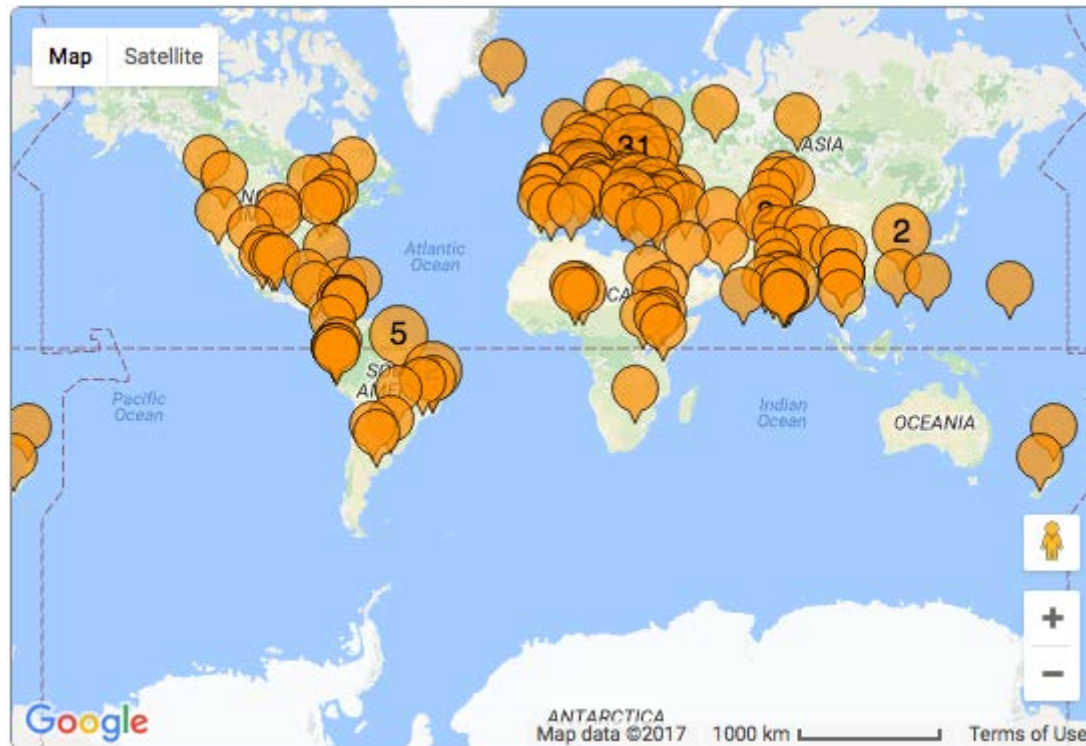 Map Satellite
31
ASIA
2
2
Atlantic
Ocean
5
Pacific
Ocean
Indian
Ocean
OCEANIA
ANTARCTICA
Google
Map data ©2017 1000 km Terms of Use